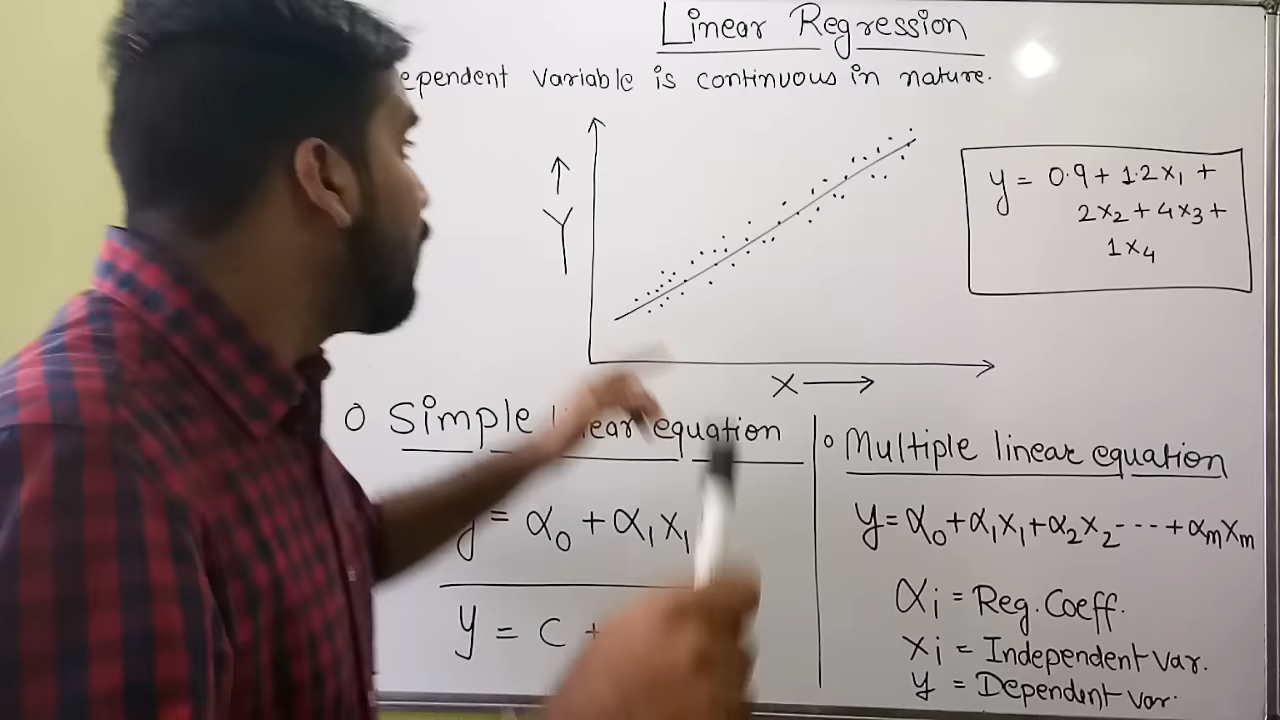 Linear Regression
variable is continuous in nature.
Y
X
y = 0.9 + 1.2x₁ +
2x₂ + 4x₃ +
1x₄
o Simple equation
= α₀ + α₁x₁
y = c +
o Multiple linear equation
y = α₀ + α₁x₁ + α₂x₂ - - - - + αₘxₘ
αᵢ = Reg. Coeff.
xᵢ = Independent var.
y = Dependent var.